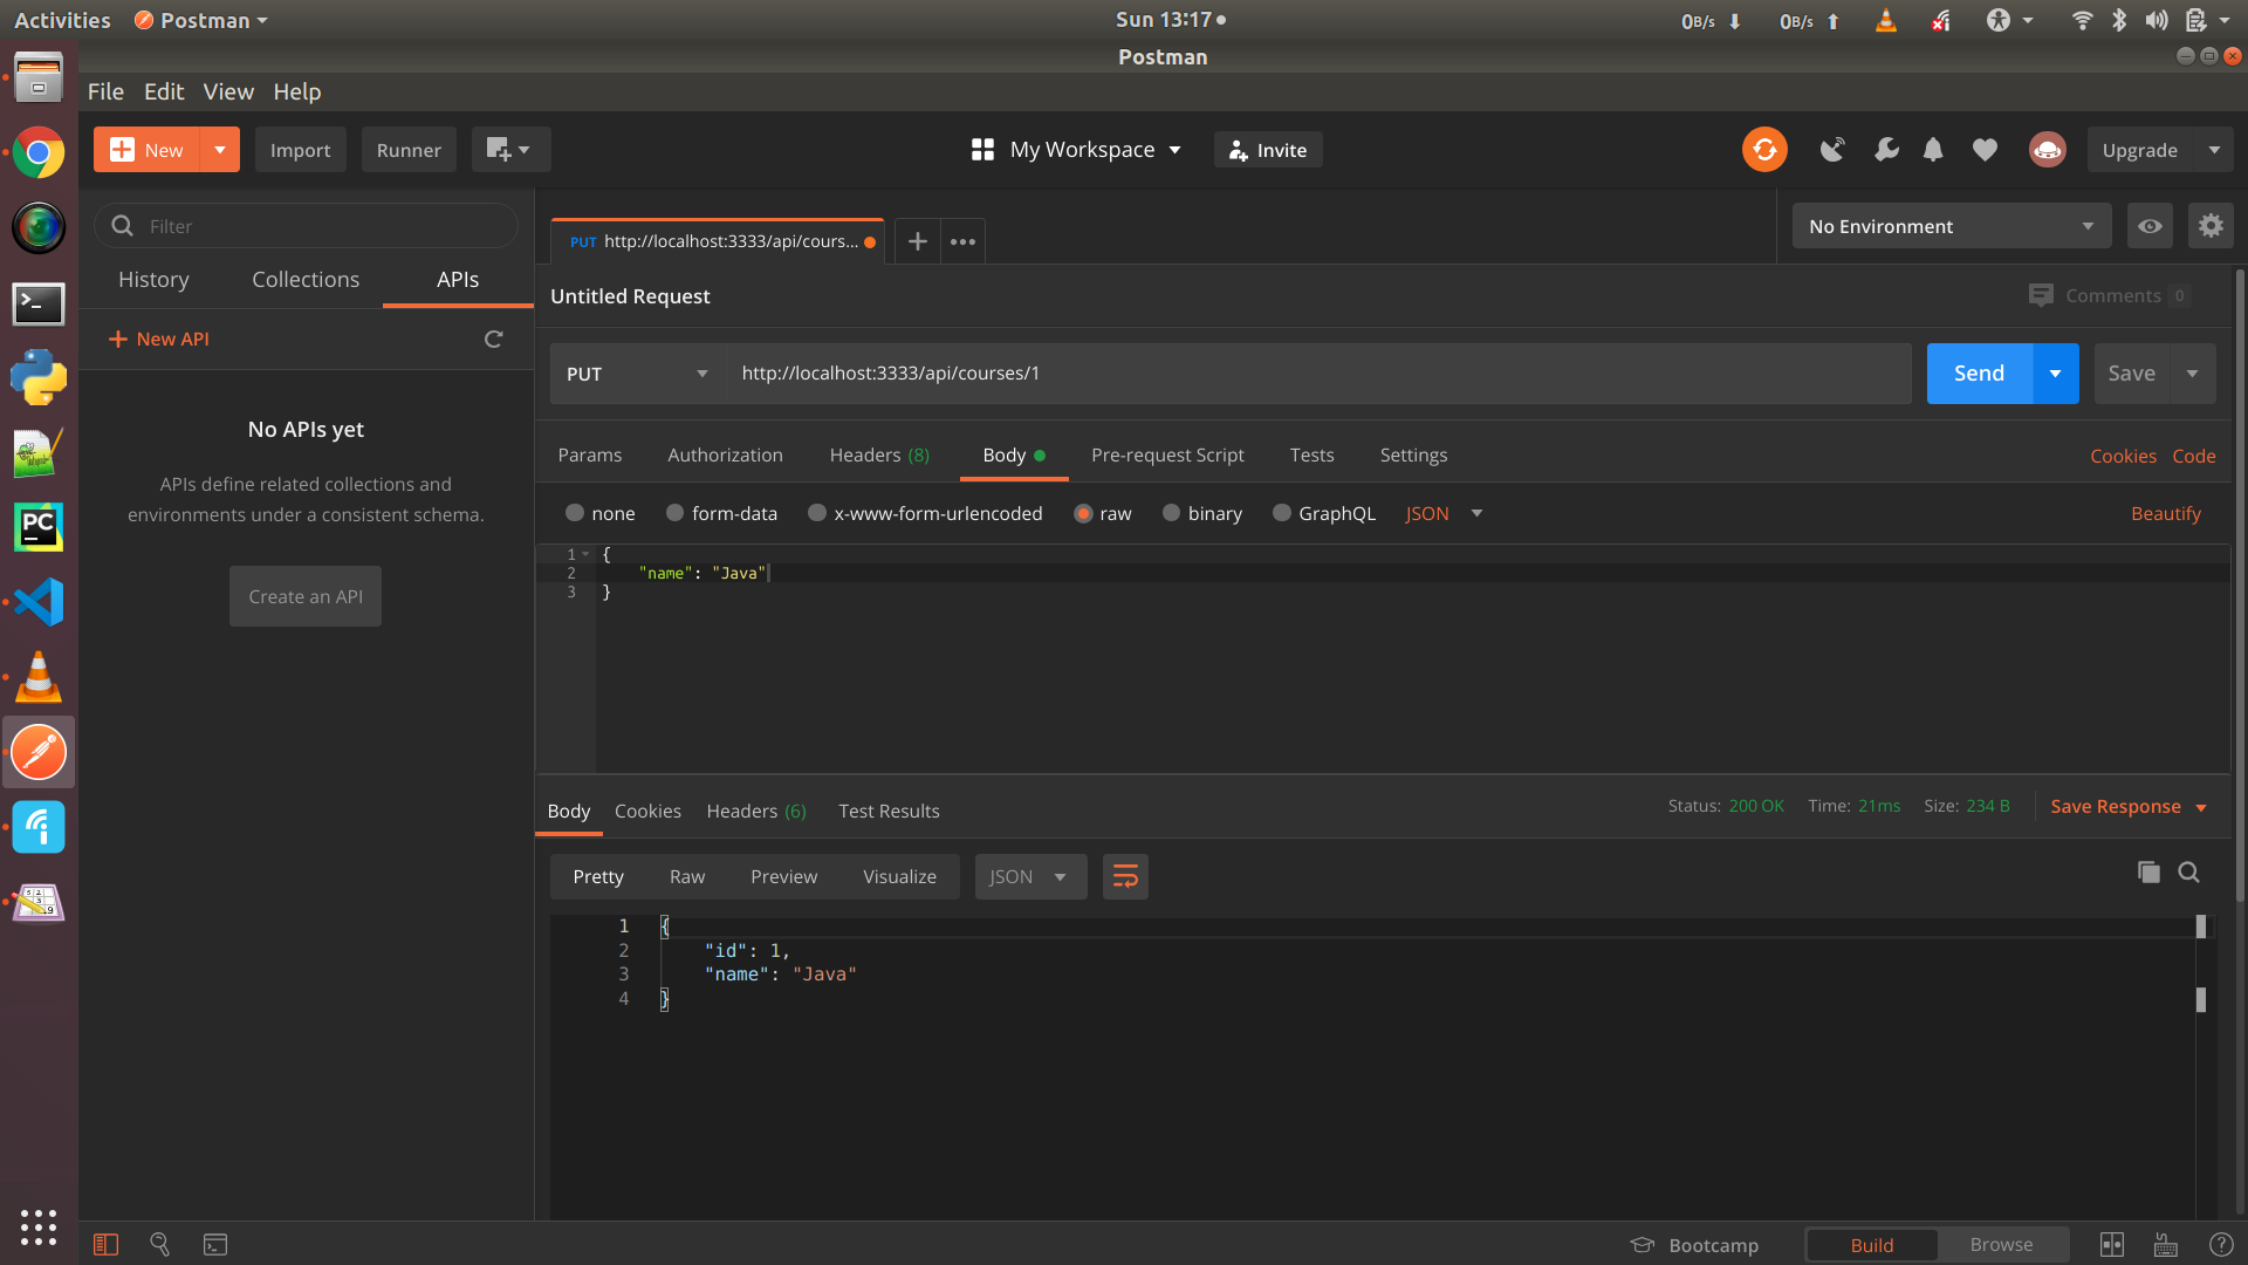 Activities Postman Sun 13:17 0B/s 0B/s
Postman
File Edit View Help
New Import Runner My Workspace Invite Upgrade
Filter
History Collections APIs
New API
No APIs yet
APIs define related collections and
environments under a consistent schema.
Create an API
PUT http://localhost:3333/api/cours... No Environment
Untitled Request Comments 0
PUT http://localhost:3333/api/courses/1 Send Save
Params Authorization Headers (8) Body Pre-request Script Tests Settings Cookies Code
none form-data x-www-form-urlencoded raw binary GraphQL JSON Beautify
1 {
2 "name": "Java"
3 }
Body Cookies Headers (6) Test Results Status: 200 OK Time: 21ms Size: 234 B Save Response
Pretty Raw Preview Visualize JSON
1 {
2 "id": 1,
3 "name": "Java"
4 }
PC
Bootcamp Build Browse